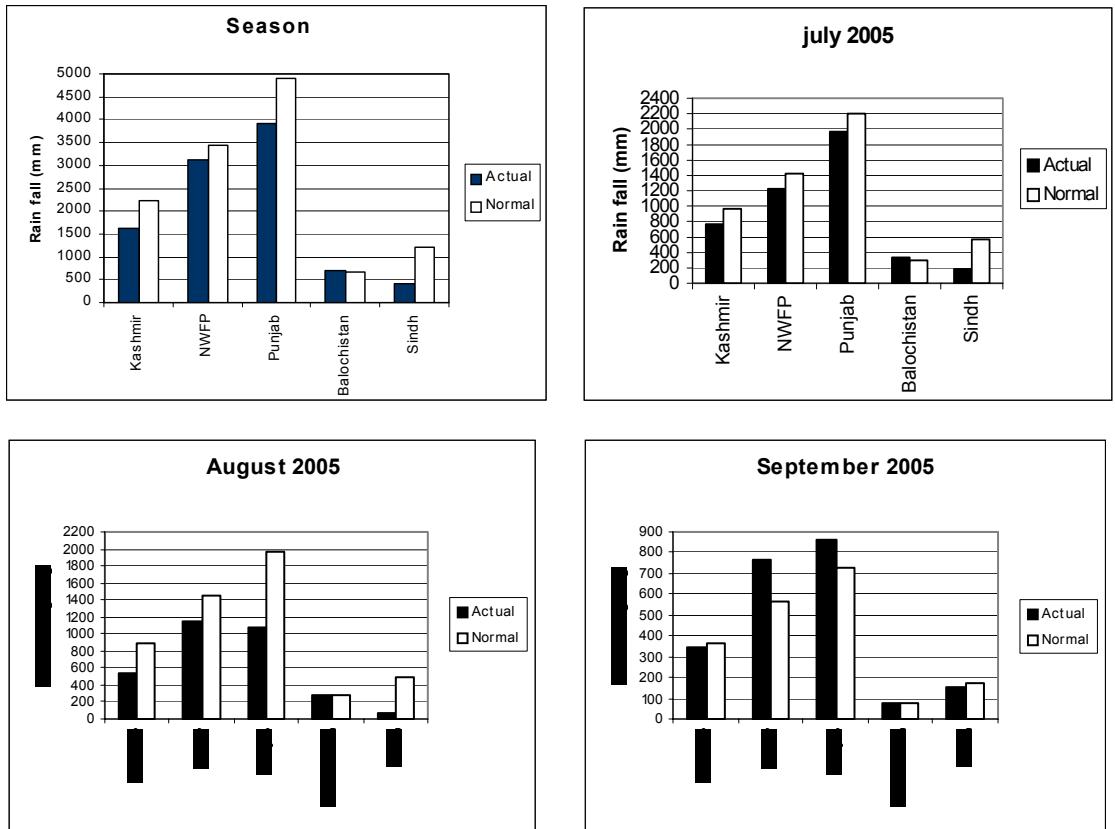 Season
Rain fall (mm)
5000
4500
4000
3500
3000
2500
2000
1500
1000
500
0
Kashmir
NWFP
Punjab
Balochistan
Sindh
Actual
Normal
july 2005
Rain fall (mm)
2400
2200
2000
1800
1600
1400
1200
1000
800
600
400
200
0
Kashmir
NWFP
Punjab
Balochistan
Sindh
Actual
Normal
August 2005
2200
2000
1800
1600
1400
1200
1000
800
600
400
200
0
Actual
Normal
September 2005
900
800
700
600
500
400
300
200
100
0
Actual
Normal